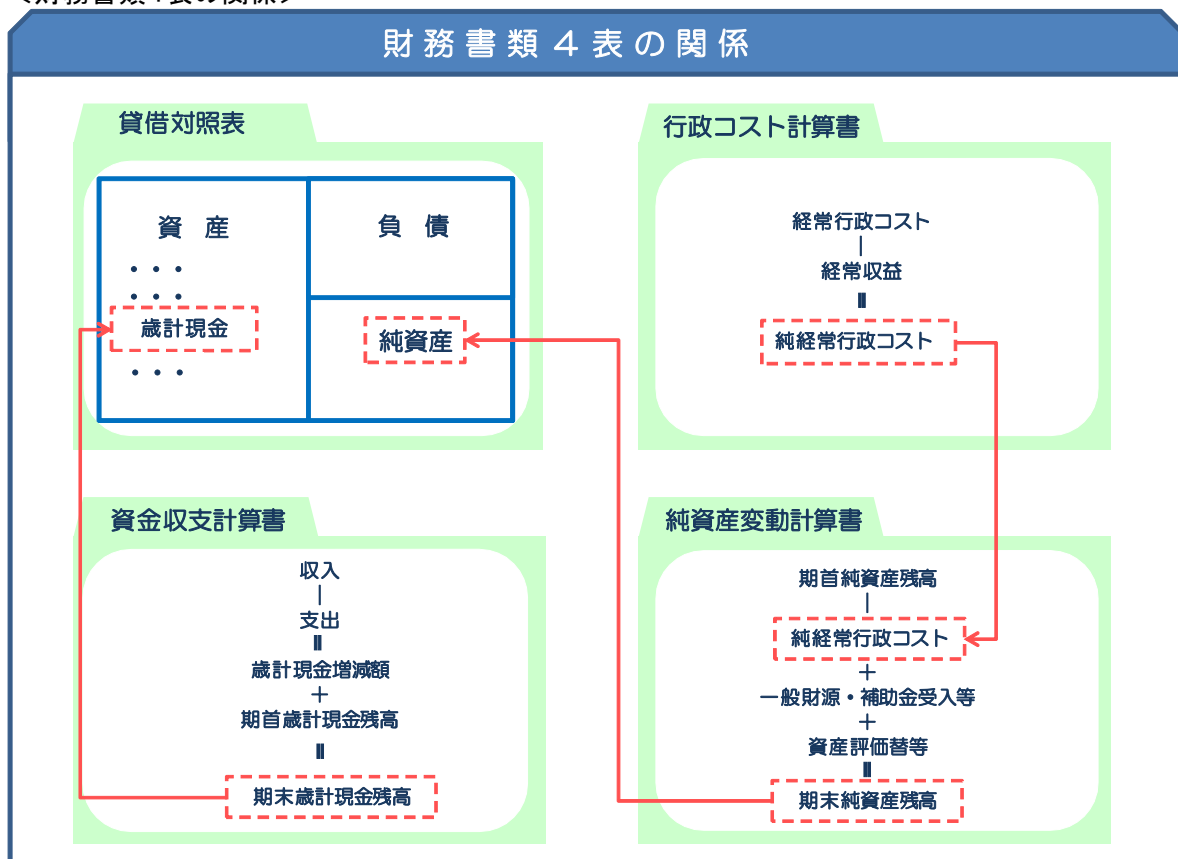 財務書類４表の関係
貸借対照表
資 産
・・・
・・・
歳計現金
・・・
負 債
純資産
行政コスト計算書
経常行政コスト
｜
経常収益
॥
純経常行政コスト
資金収支計算書
収入
｜
支出
॥
歳計現金増減額
＋
期首歳計現金残高
॥
期末歳計現金残高
純資産変動計算書
期首純資産残高
｜
純経常行政コスト
＋
一般財源・補助金受入等
＋
資産評価替等
॥
期末純資産残高